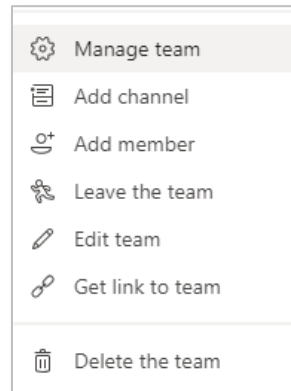 Manage team
Add channel
Add member
Leave the team
Edit team
Get link to team
Delete the team